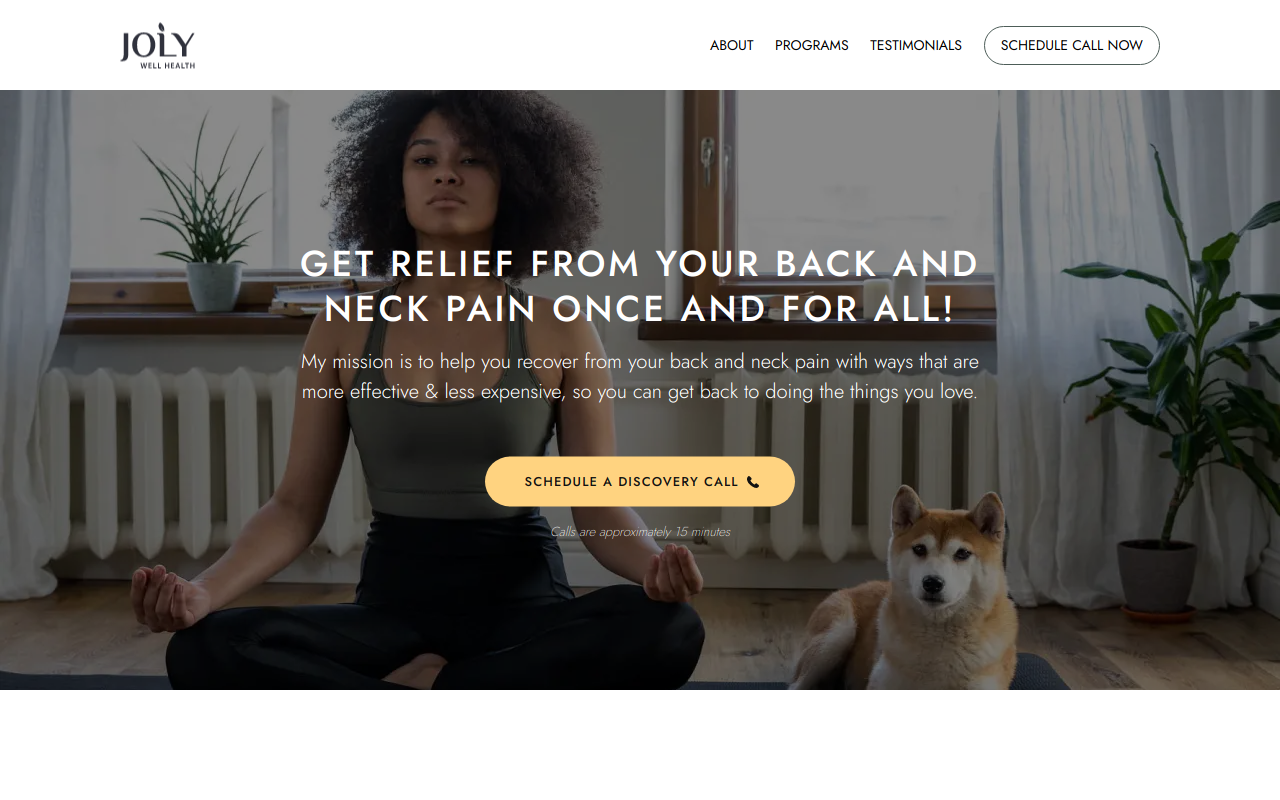 JOLY
WELL HEALTH
ABOUT PROGRAMS TESTIMONIALS SCHEDULE CALL NOW
GET RELIEF FROM YOUR BACK AND
NECK PAIN ONCE AND FOR ALL!
My mission is to help you recover from your back and neck pain with ways that are
more effective & less expensive, so you can get back to doing the things you love.
SCHEDULE A DISCOVERY CALL
Calls are approximately 15 minutes